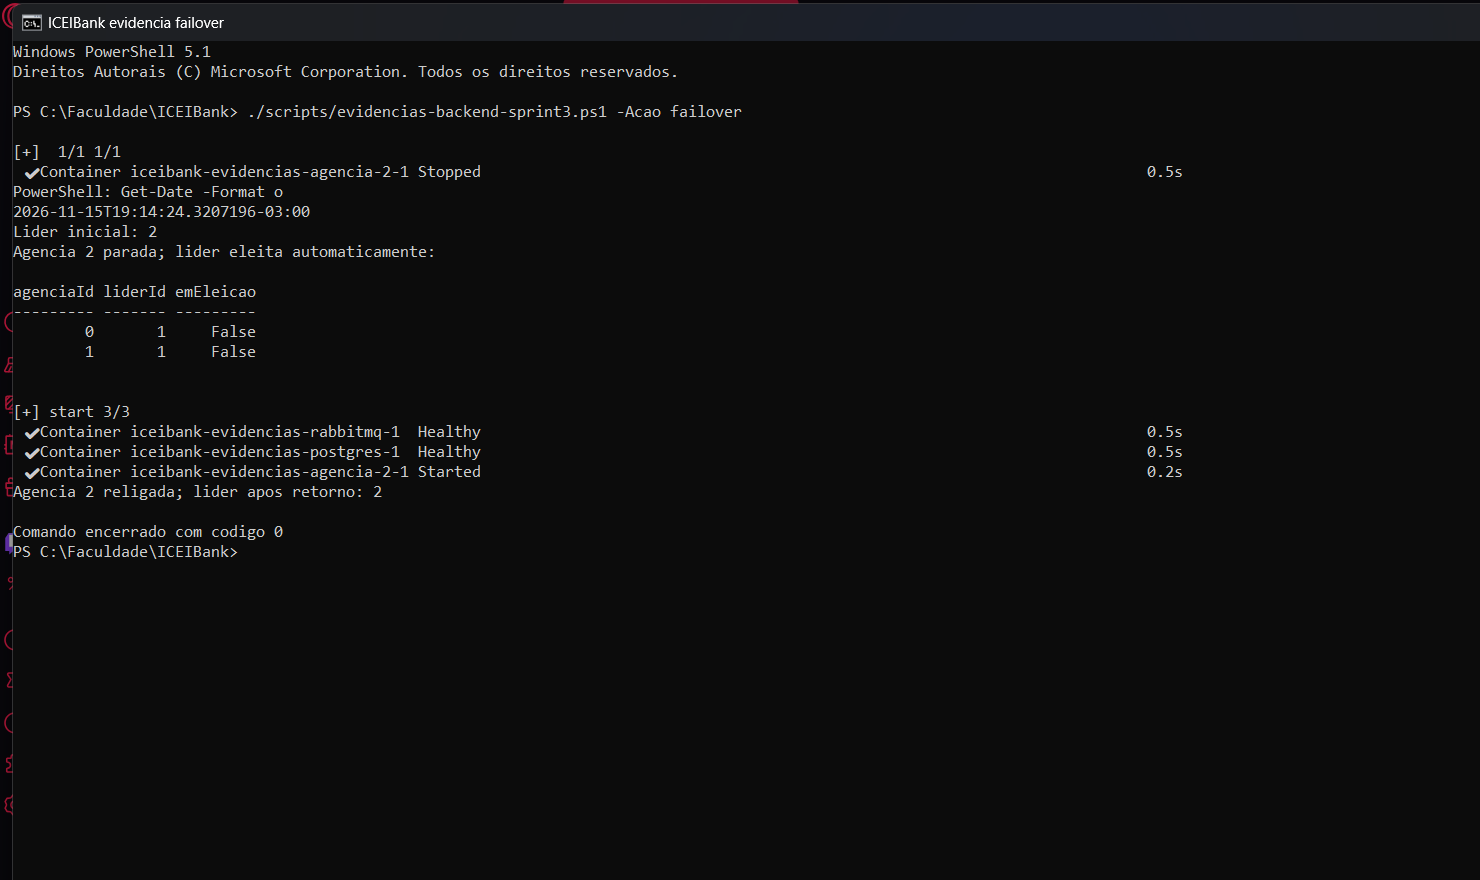 ICEIBank evidencia failover
Windows PowerShell 5.1
Direitos Autorais (C) Microsoft Corporation. Todos os direitos reservados.
PS C:\Faculdade\ICEIBank> ./scripts/evidencias-backend-sprint3.ps1 -Acao failover
[+]  1/1 1/1
✔Container iceibank-evidencias-agencia-2-1 Stopped 0.5s
PowerShell: Get-Date -Format o
2026-11-15T19:14:24.3207196-03:00
Lider inicial: 2
Agencia 2 parada; lider eleita automaticamente:
agenciaId liderId emEleicao
--------- ------- ---------
0 1 False
1 1 False
[+] start 3/3
✔Container iceibank-evidencias-rabbitmq-1  Healthy 0.5s
✔Container iceibank-evidencias-postgres-1  Healthy 0.5s
✔Container iceibank-evidencias-agencia-2-1 Started 0.2s
Agencia 2 religada; lider apos retorno: 2
Comando encerrado com codigo 0
PS C:\Faculdade\ICEIBank>